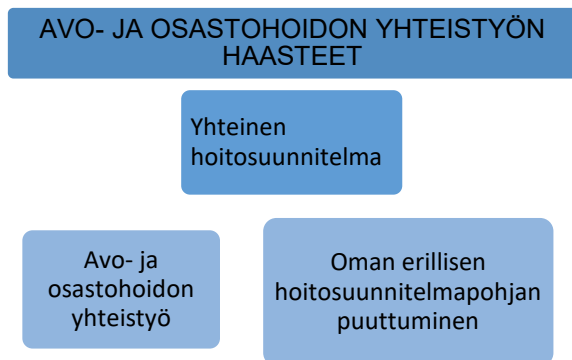 AVO- JA OSASTOHOIDON YHTEISTYÖN
HAASTEET
Yhteinen
hoitosuunnitelma
Avo- ja
osastohoidon
yhteistyö
Oman erillisen
hoitosuunnitelmapohjan
puuttuminen